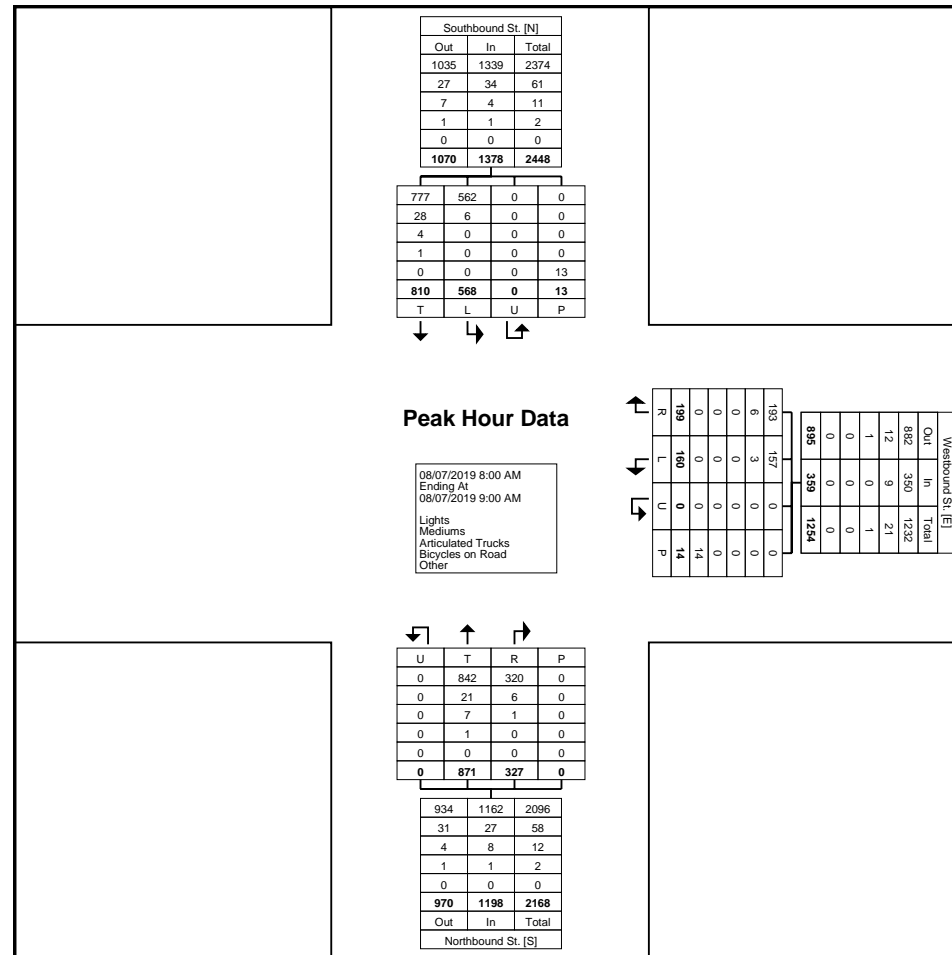 Southbound St. [N]
Out In Total
1035 1339 2374
27 34 61
7 4 11
1 1 2
0 0 0
1070 1378 2448
777 562 0 0
28 6 0 0
4 0 0 0
1 0 0 0
0 0 0 13
810 568 0 13
T L U P
Peak Hour Data
08/07/2019 8:00 AM
Ending At
08/07/2019 9:00 AM
Lights
Mediums
Articulated Trucks
Bicycles on Road
Other
Westbound St. [E]
Out In Total
882 350 1232
12 9 21
1 0 1
0 0 0
0 0 0
895 359 1254
193 157 0 0
6 3 0 0
0 0 0 0
0 0 0 0
0 0 0 14
199 160 0 14
R L U P
U T R P
0 842 320 0
0 21 6 0
0 7 1 0
0 1 0 0
0 0 0 0
0 871 327 0
934 1162 2096
31 27 58
4 8 12
1 1 2
0 0 0
970 1198 2168
Out In Total
Northbound St. [S]